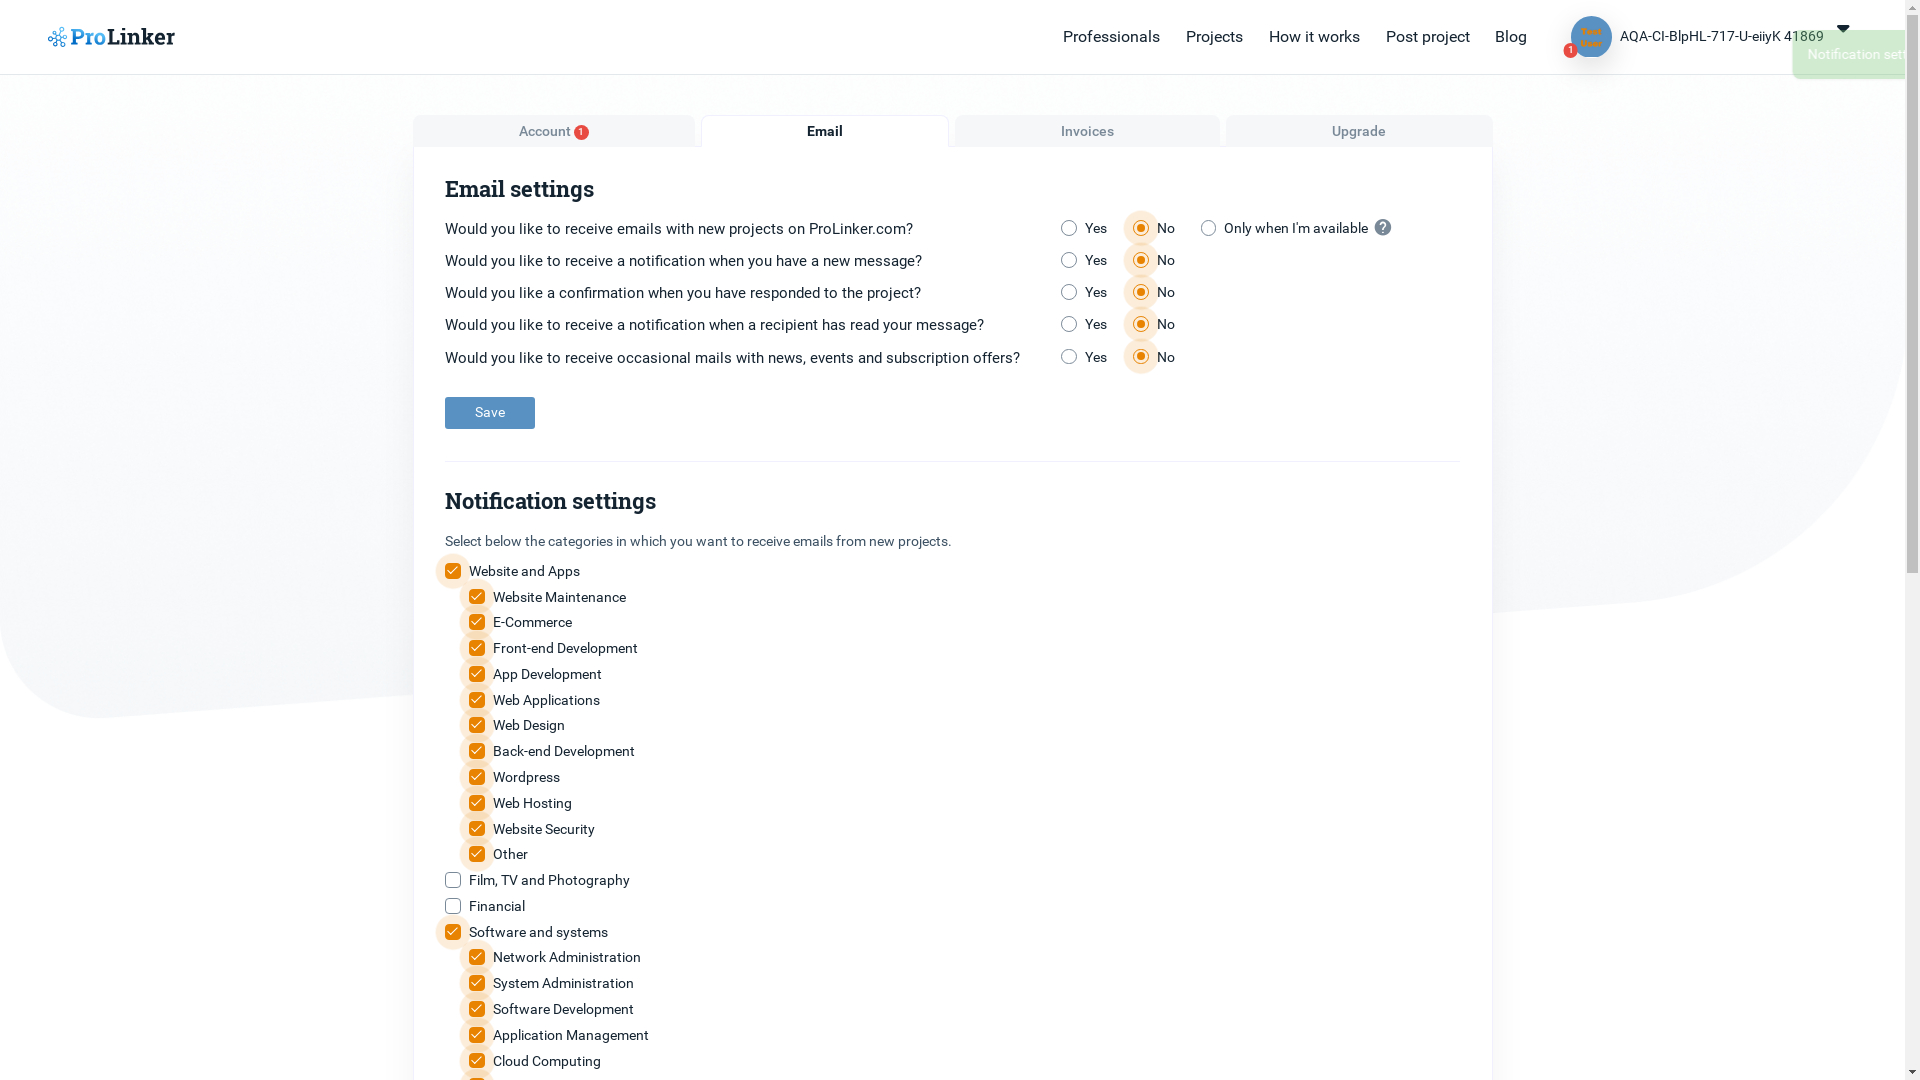 ProLinker
Professionals
Projects
How it works
Post project
Blog
1
AQA-CI-BlpHL-717-U-eiiyK 41869
Notification
Account 1
Email
Invoices
Upgrade
Email settings
Would you like to receive emails with new projects on ProLinker.com? Yes No Only when I'm available ?
Would you like to receive a notification when you have a new message? Yes No
Would you like a confirmation when you have responded to the project? Yes No
Would you like to receive a notification when a recipient has read your message? Yes No
Would you like to receive occasional mails with news, events and subscription offers? Yes No
Save
Notification settings
Select below the categories in which you want to receive emails from new projects.
Website and Apps
Website Maintenance
E-Commerce
Front-end Development
App Development
Web Applications
Web Design
Back-end Development
Wordpress
Web Hosting
Website Security
Other
Film, TV and Photography
Financial
Software and systems
Network Administration
System Administration
Software Development
Application Management
Cloud Computing